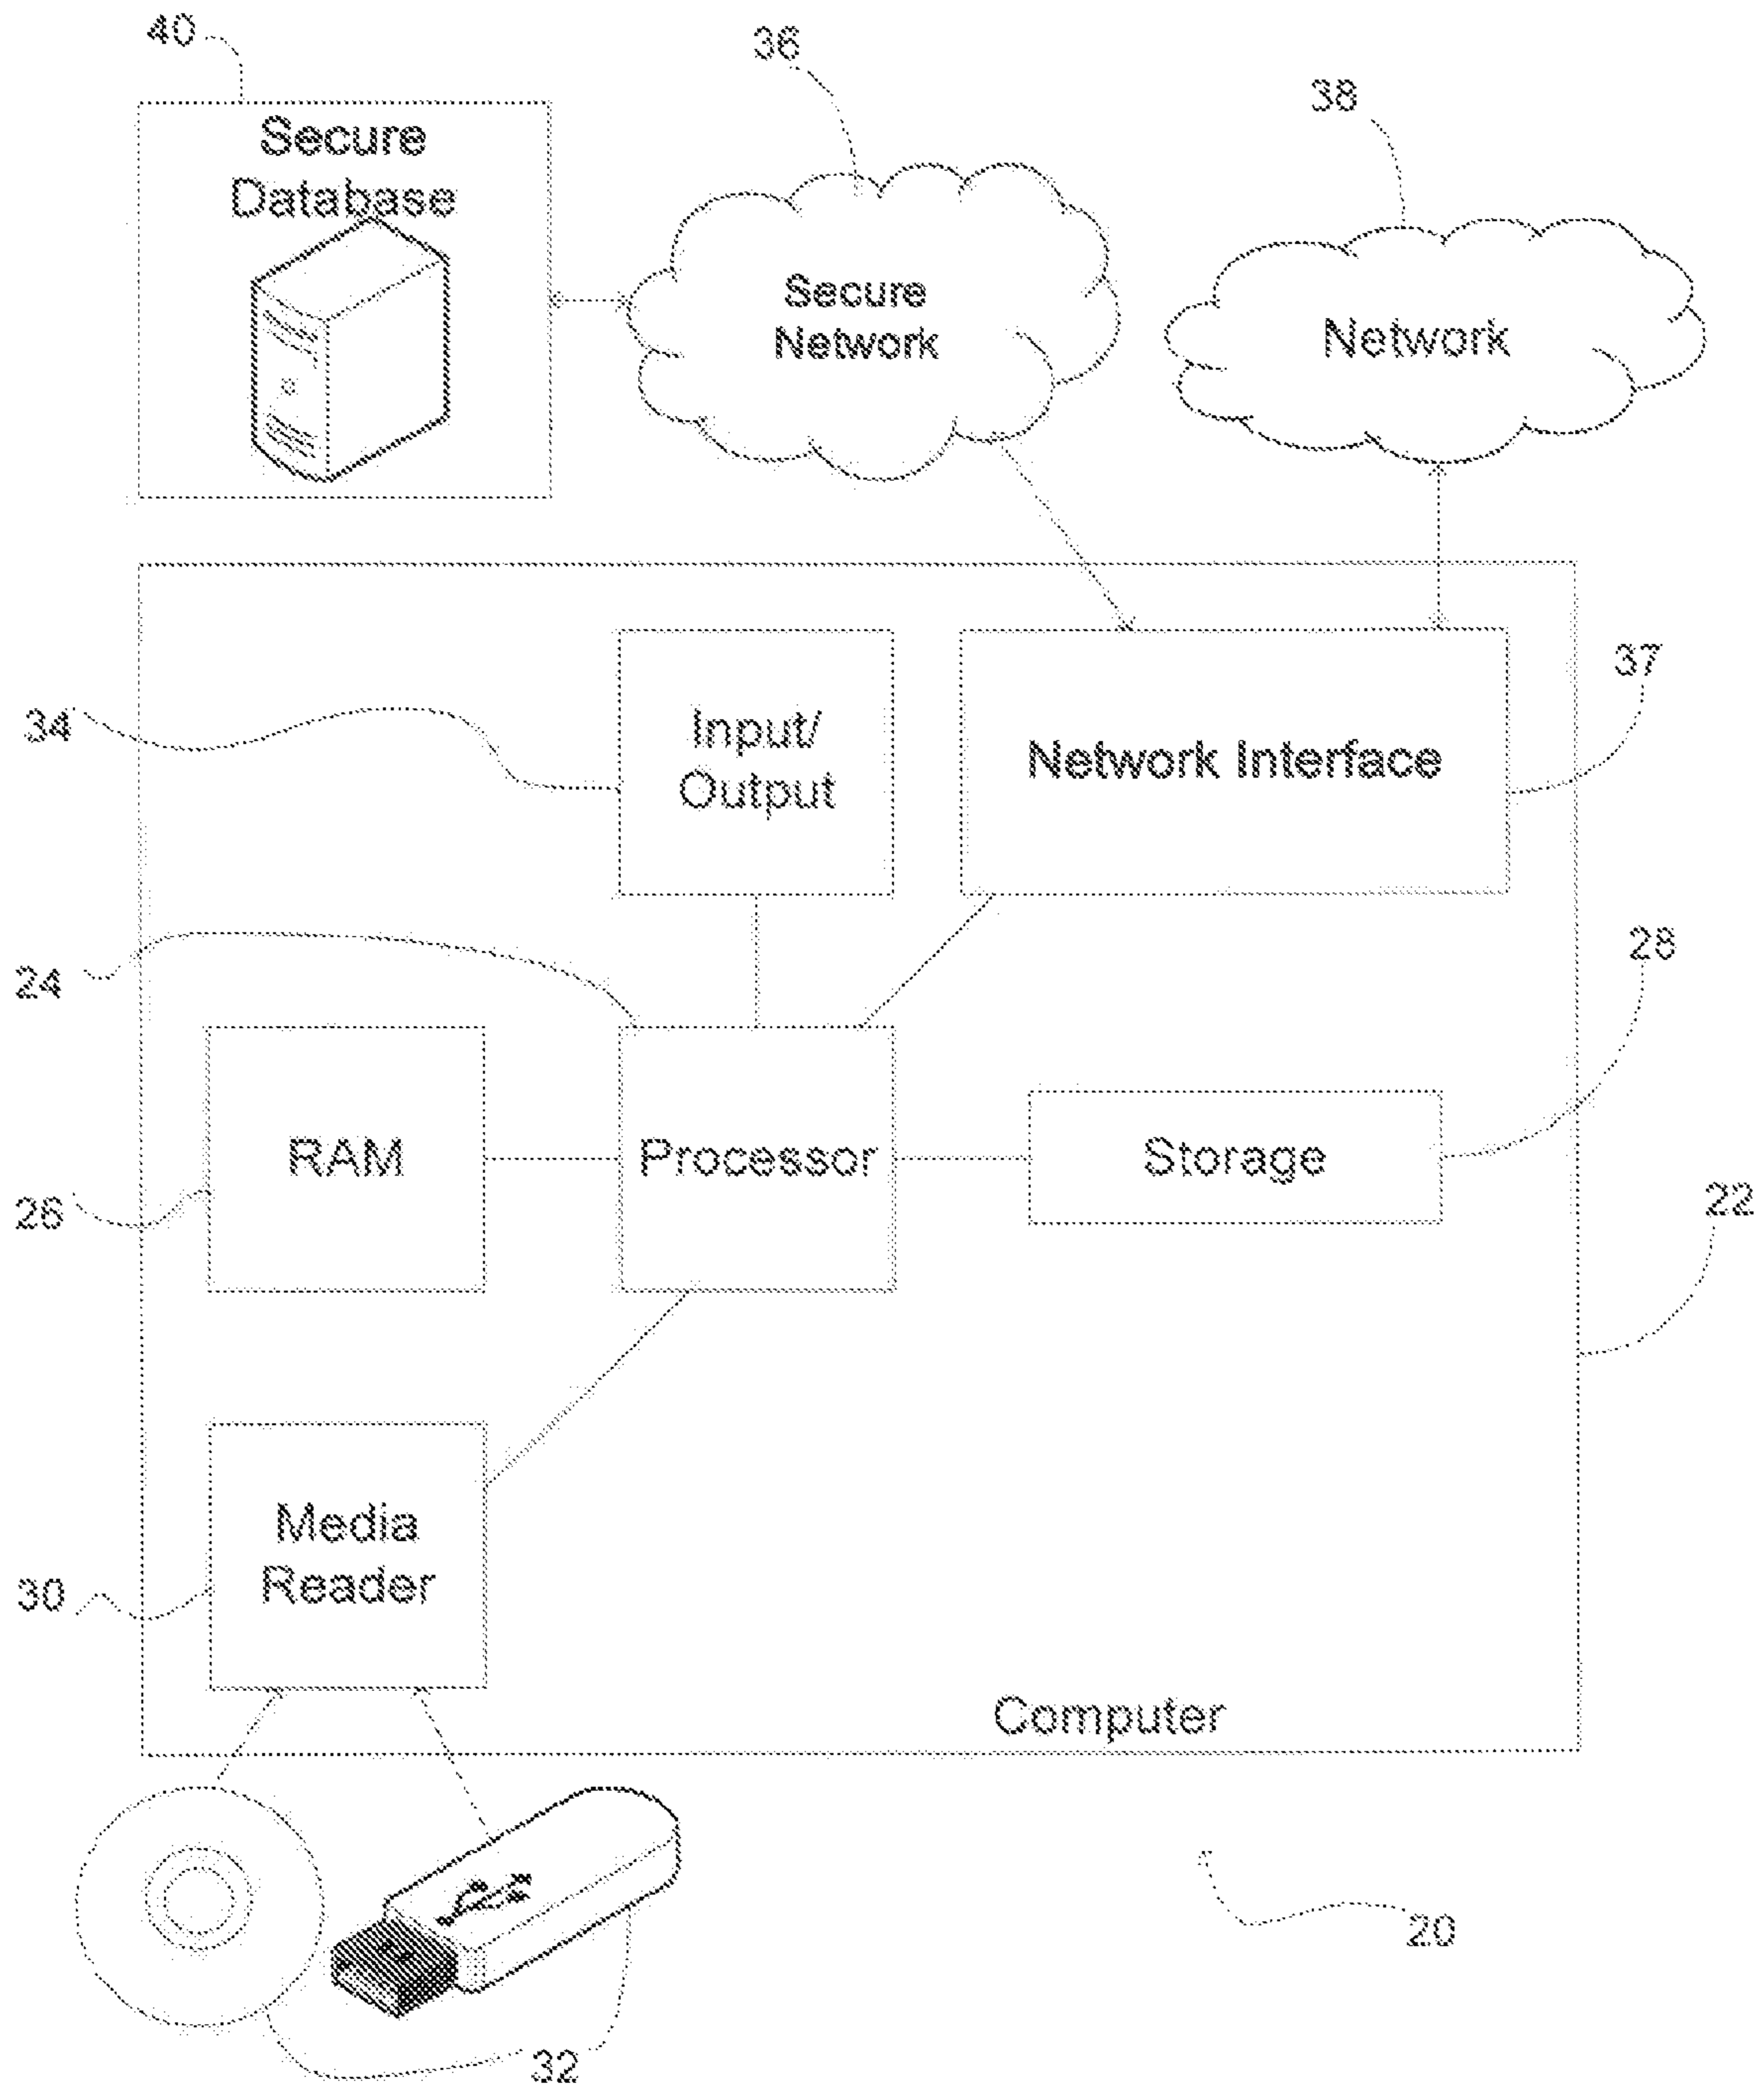 40
36
38
Secure
Database
Secure
Network
Network
37
34
Input/
Output
Network Interface
24
28
RAM
Processor
Storage
26
22
Media
Reader
30
Computer
20
32